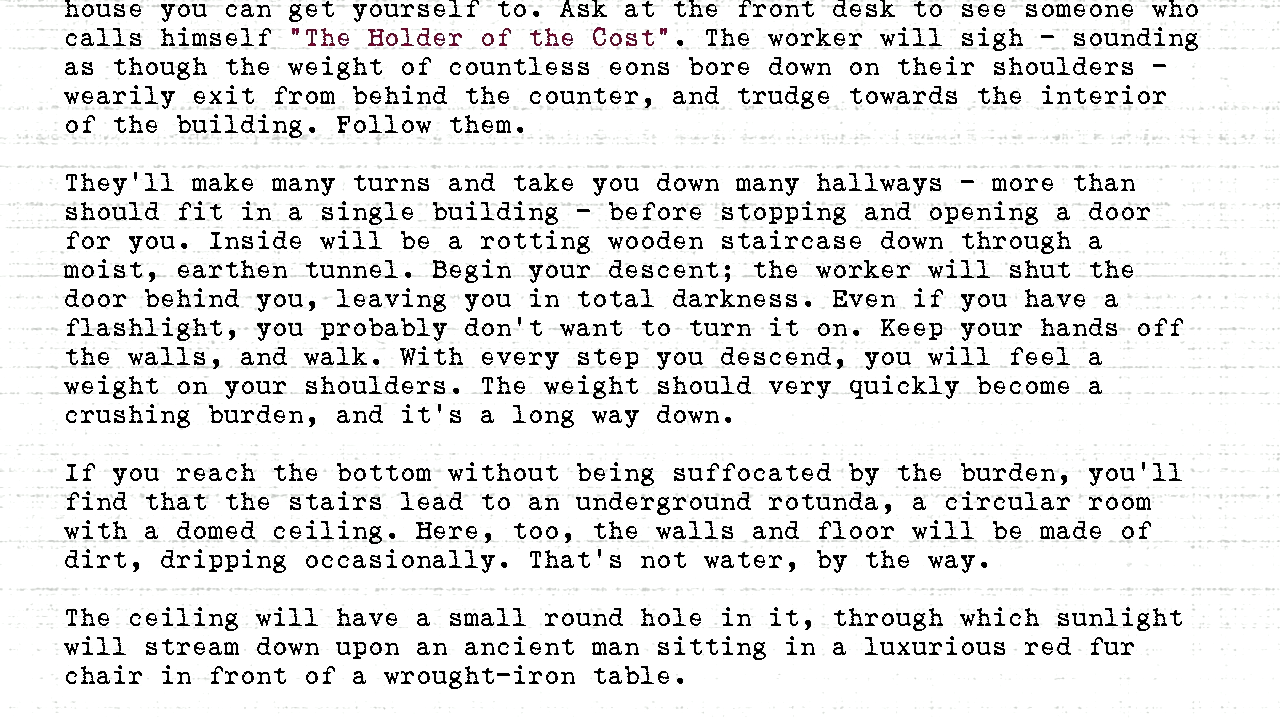 house you can get yourself to. Ask at the front desk to see someone who
calls himself "The Holder of the Cost". The worker will sigh - sounding
as though the weight of countless eons bore down on their shoulders -
wearily exit from behind the counter, and trudge towards the interior
of the building. Follow them.
They'll make many turns and take you down many hallways - more than
should fit in a single building - before stopping and opening a door
for you. Inside will be a rotting wooden staircase down through a
moist, earthen tunnel. Begin your descent; the worker will shut the
door behind you, leaving you in total darkness. Even if you have a
flashlight, you probably don't want to turn it on. Keep your hands off
the walls, and walk. With every step you descend, you will feel a
weight on your shoulders. The weight should very quickly become a
crushing burden, and it's a long way down.
If you reach the bottom without being suffocated by the burden, you'll
find that the stairs lead to an underground rotunda, a circular room
with a domed ceiling. Here, too, the walls and floor will be made of
dirt, dripping occasionally. That's not water, by the way.
The ceiling will have a small round hole in it, through which sunlight
will stream down upon an ancient man sitting in a luxurious red fur
chair in front of a wrought-iron table.